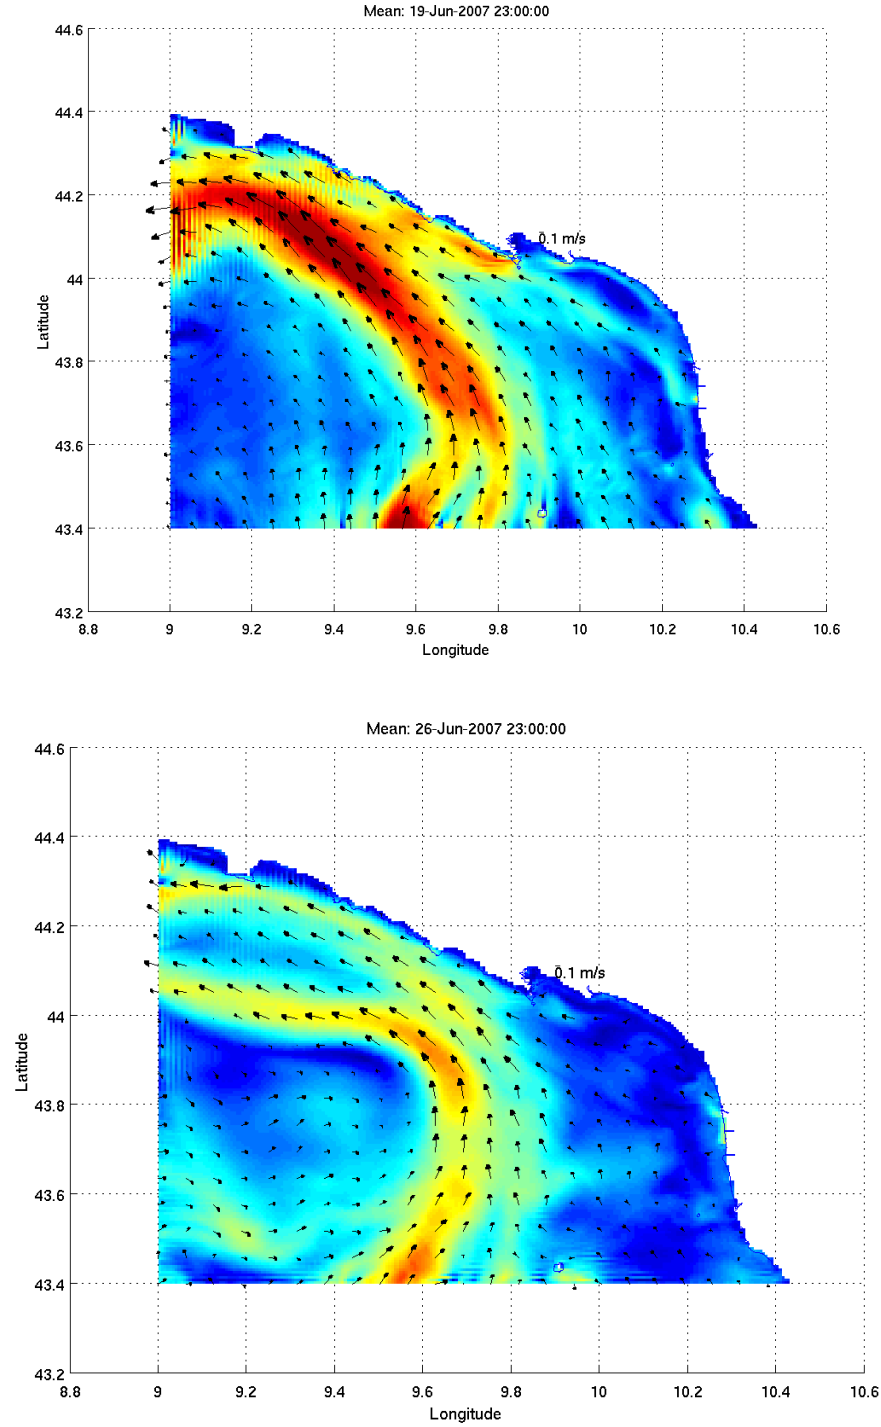 Mean: 19-Jun-2007 23:00:00
44.6
44.4
44.2
44
43.8
43.6
43.4
43.2
Latitude
0.1 m/s
8.8 9 9.2 9.4 9.6 9.8 10 10.2 10.4 10.6
Longitude
Mean: 26-Jun-2007 23:00:00
44.6
44.4
44.2
44
43.8
43.6
43.4
43.2
Latitude
0.1 m/s
8.8 9 9.2 9.4 9.6 9.8 10 10.2 10.4 10.6
Longitude